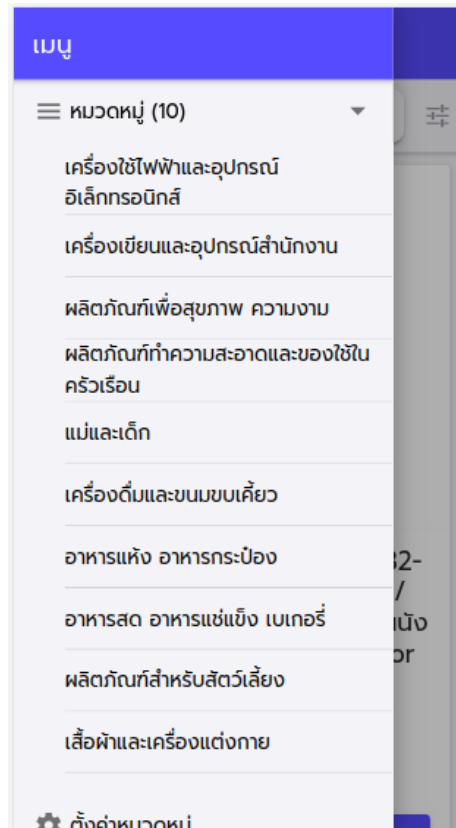 เมนู
หมวดหมู่ (10)
เครื่องใช้ไฟฟ้าและอุปกรณ์
อิเล็กทรอนิกส์
เครื่องเขียนและอุปกรณ์สำนักงาน
ผลิตภัณฑ์เพื่อสุขภาพ ความงาม
ผลิตภัณฑ์ทำความสะอาดและของใช้ใน
ครัวเรือน
แม่และเด็ก
เครื่องดื่มและขนมขบเคี้ยว
อาหารแห้ง อาหารกระป๋อง
อาหารสด อาหารแช่แข็ง เบเกอรี่
ผลิตภัณฑ์สำหรับสัตว์เลี้ยง
เสื้อผ้าและเครื่องแต่งกาย
ตั้งค่าหมวดหมู่
32-
/
นัง
or